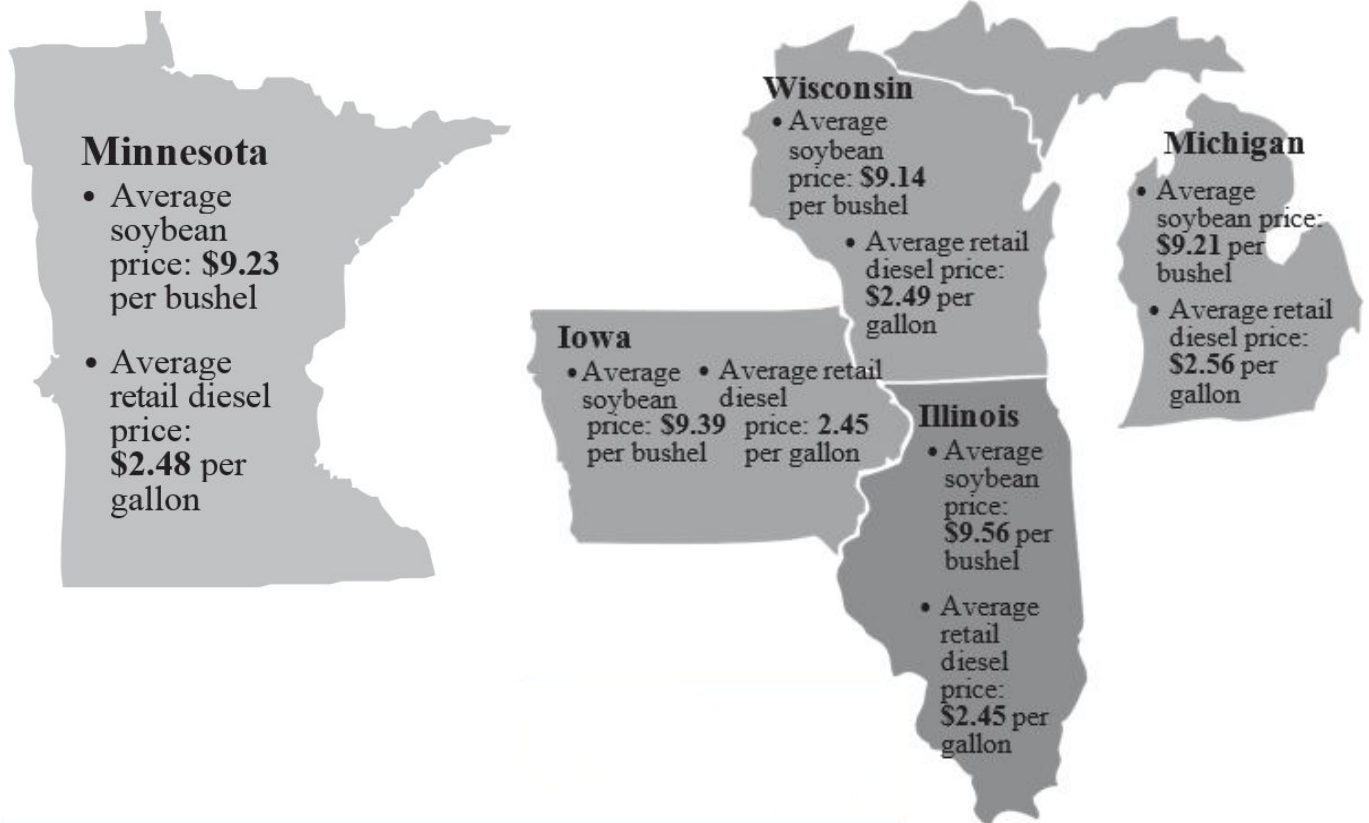 Minnesota
• Average
soybean
price: $9.23
per bushel
• Average
retail diesel
price:
$2.48 per
gallon
Wisconsin
• Average
soybean
price: $9.14
per bushel
• Average retail
diesel price:
$2.49 per
gallon
Michigan
• Average
soybean price:
$9.21 per
bushel
• Average retail
diesel price:
$2.56 per
gallon
Iowa
• Average
soybean
price: $9.39
per bushel
• Average retail
diesel
price: 2.45
per gallon
Illinois
• Average
soybean
price:
$9.56 per
bushel
• Average
retail
diesel
price:
$2.45 per
gallon